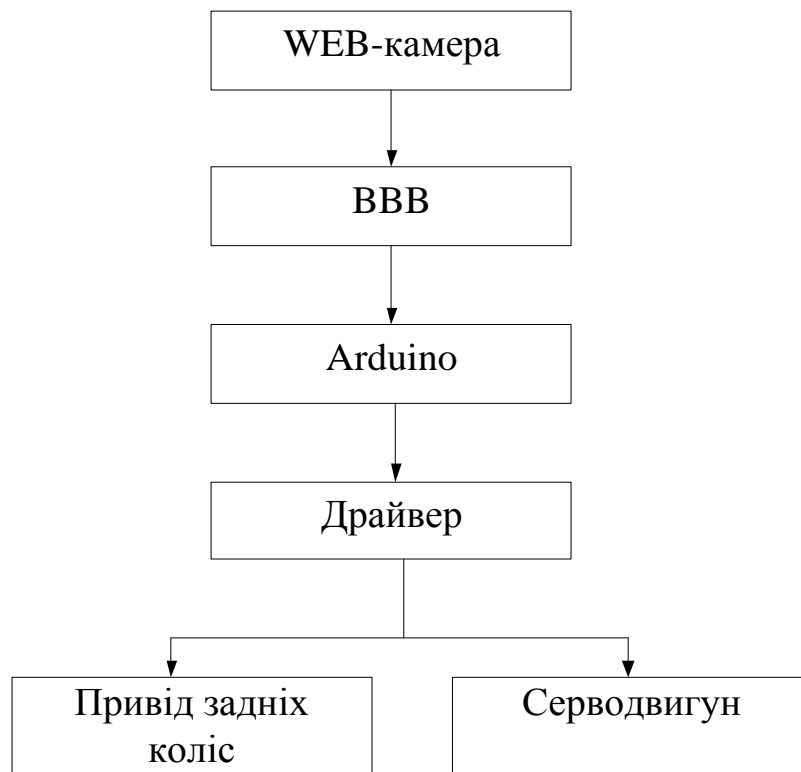 WEB-камера
BBB
Arduino
Драйвер
Привід задніх
коліс
Серводвигун